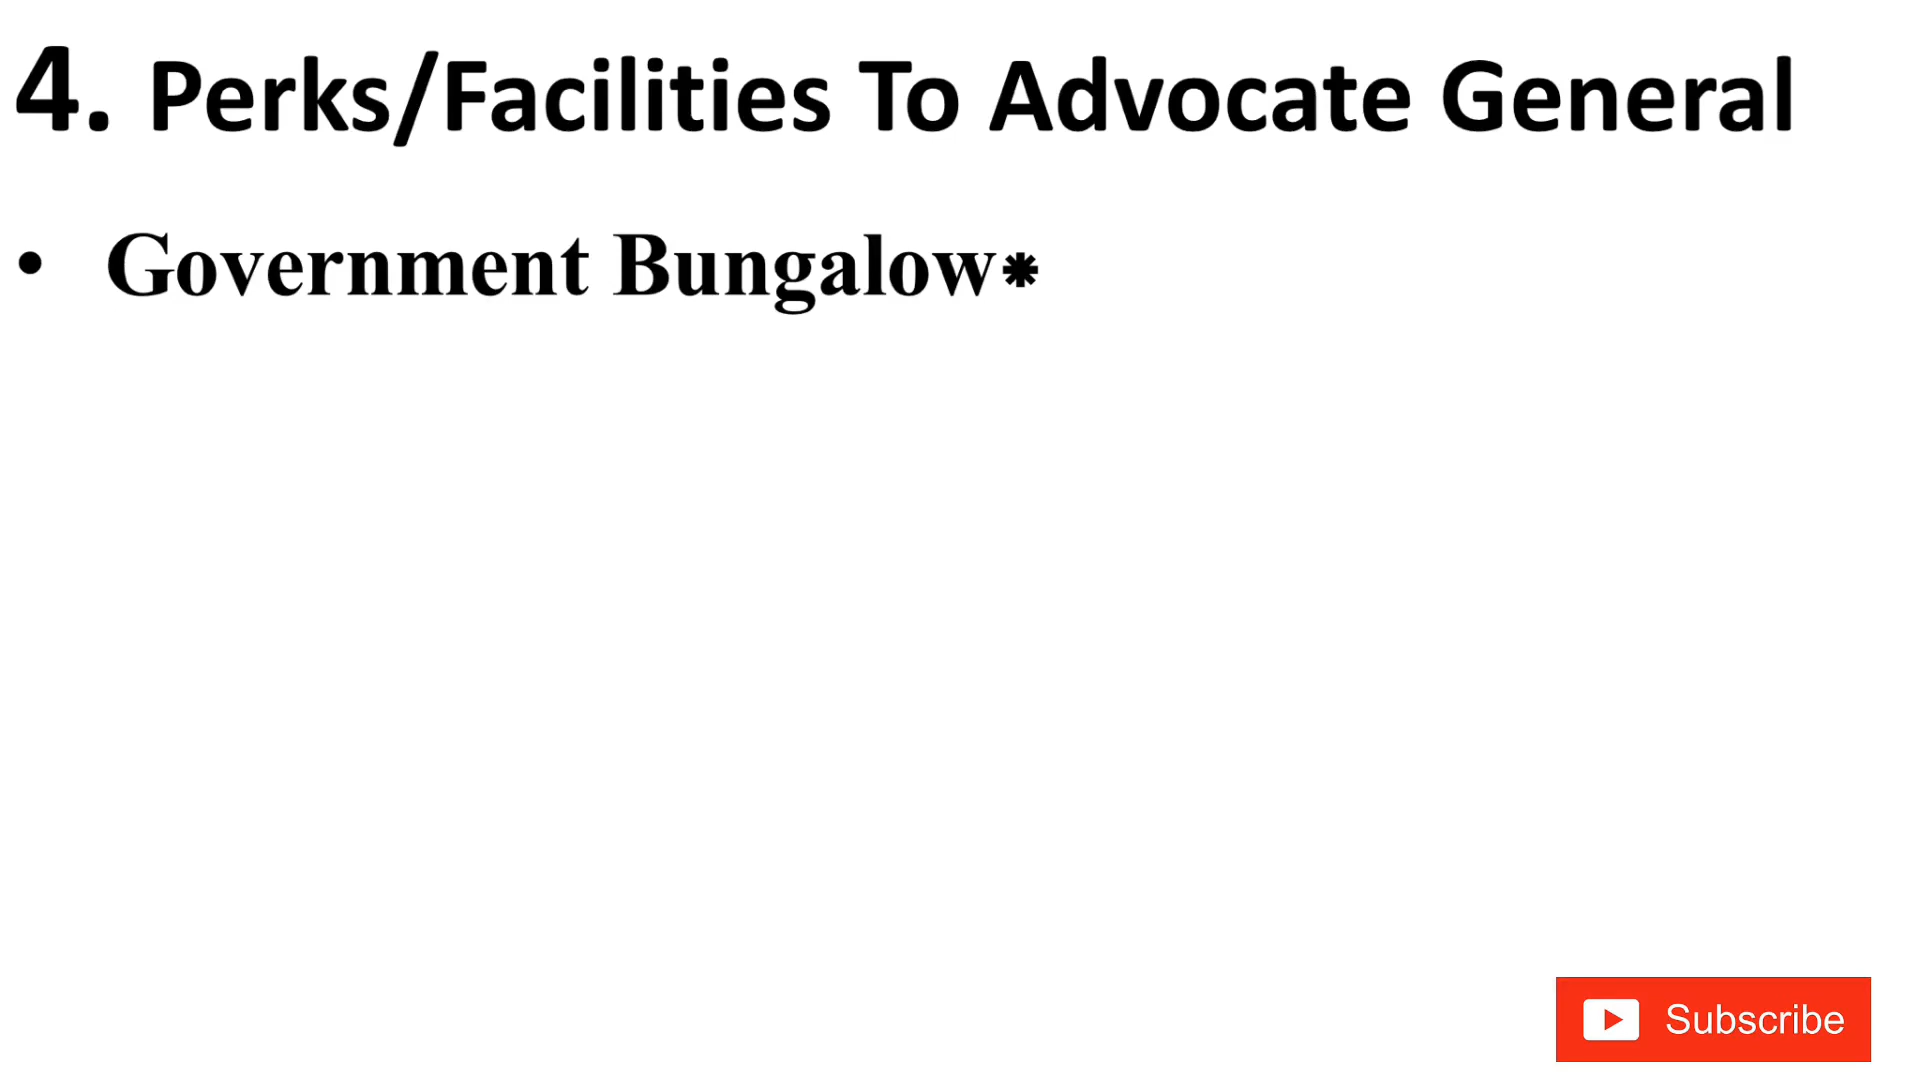 4. Perks/Facilities To Advocate General
• Government Bungalow*
Subscribe